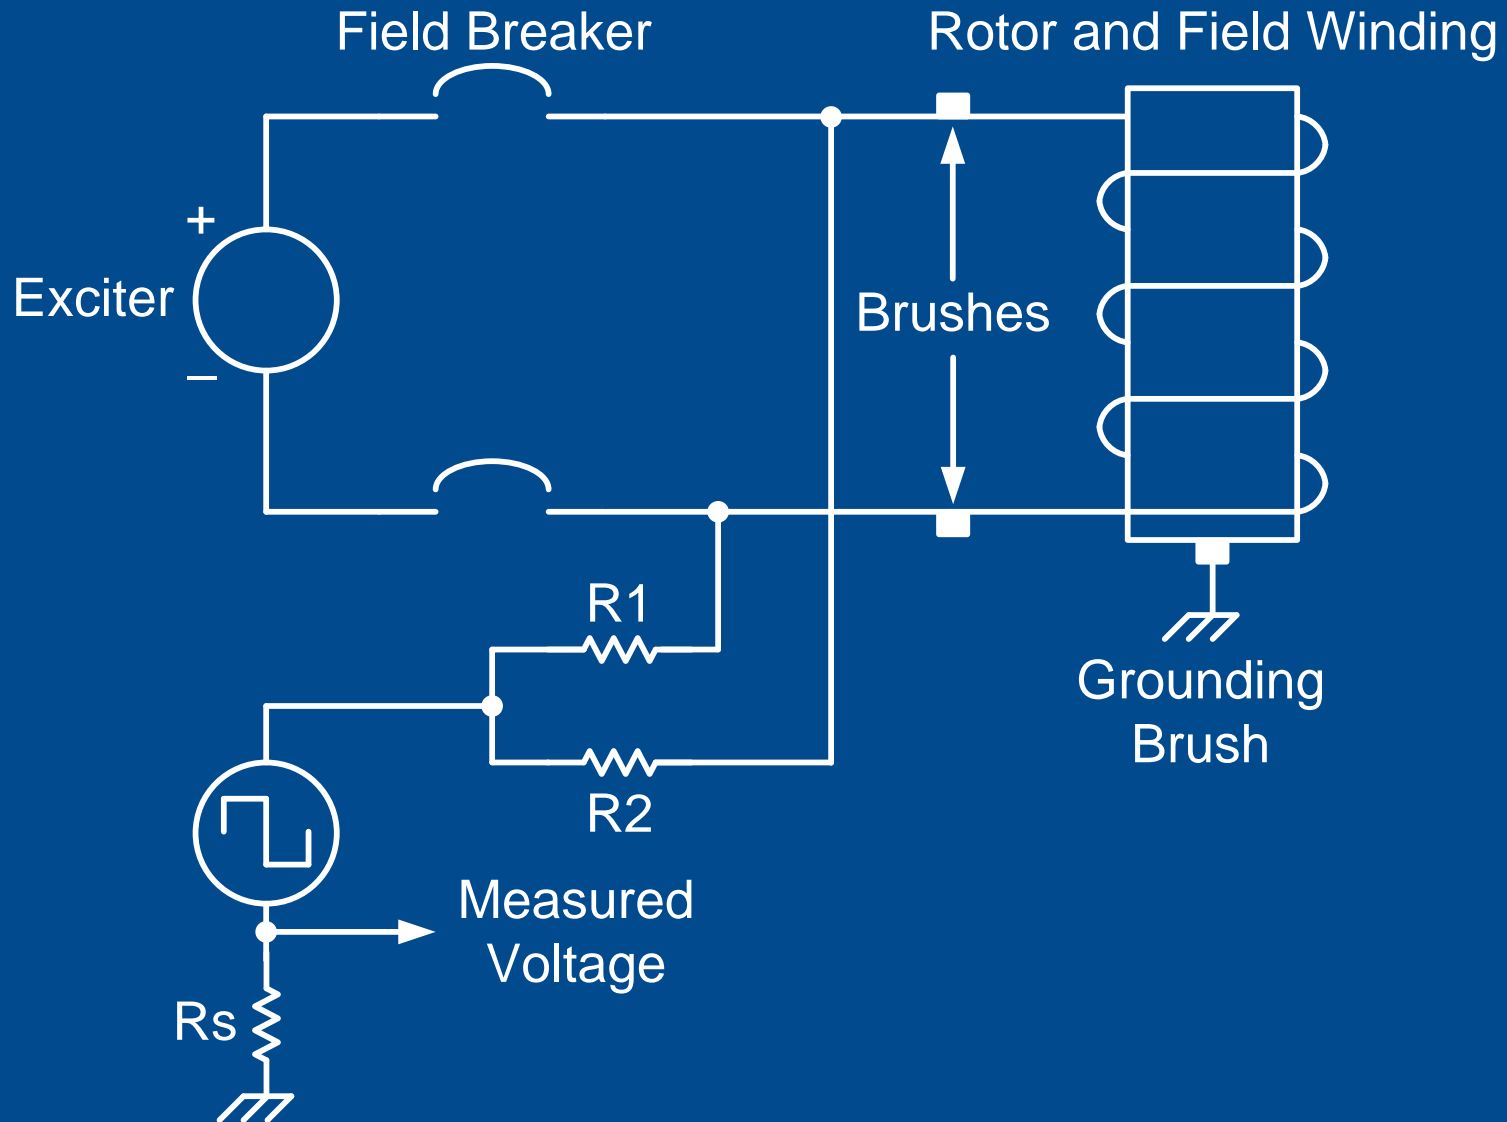 Field Breaker
Rotor and Field Winding
+
Exciter
–
Brushes
R1
Grounding
Brush
R2
Measured
Voltage
Rs